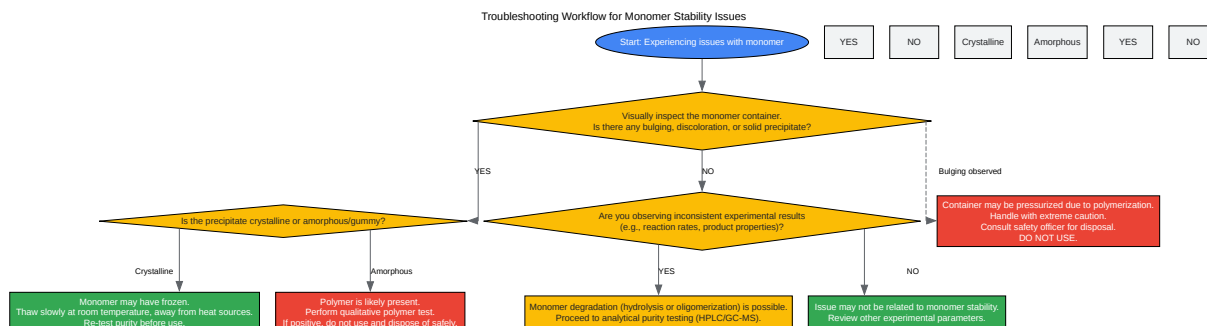 Troubleshooting Workflow for Monomer Stability Issues
Start: Experiencing issues with monomer
YES
NO
Crystalline
Amorphous
YES
NO
Visually inspect the monomer container.
Is there any bulging, discoloration, or solid precipitate?
YES
NO
Bulging observed
Is the precipitate crystalline or amorphous/gummy?
Are you observing inconsistent experimental results
(e.g., reaction rates, product properties)?
Container may be pressurized due to polymerization.
Handle with extreme caution.
Consult safety officer for disposal.
DO NOT USE.
Crystalline
Amorphous
YES
NO
Monomer may have frozen.
Thaw slowly at room temperature, away from heat sources.
Re-test purity before use.
Polymer is likely present.
Perform qualitative polymer test.
If positive, do not use and dispose of safely.
Monomer degradation (hydrolysis or oligomerization) is possible.
Proceed to analytical purity testing (HPLC/GC-MS).
Issue may not be related to monomer stability.
Review other experimental parameters.